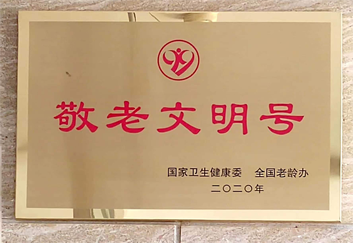 敬老文明号
国家卫生健康委 全国老龄办
二〇二〇年